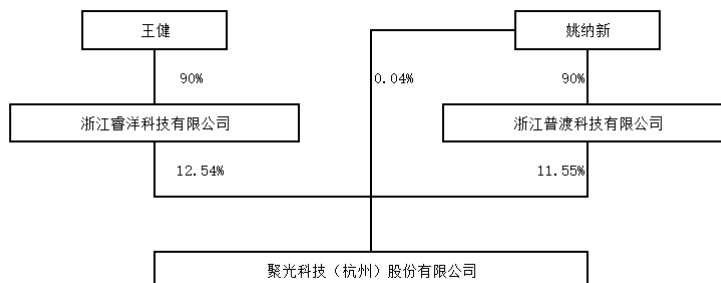 王健
姚纳新
90%
0.04%
90%
浙江睿洋科技有限公司
浙江普渡科技有限公司
12.54%
11.55%
聚光科技（杭州）股份有限公司